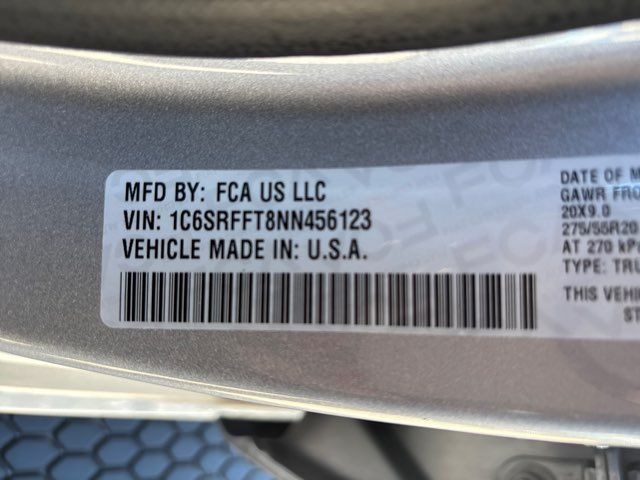 MFD BY: FCA US LLC
VIN: 1C6SRFFT8NN456123
VEHICLE MADE IN: U.S.A.
DATE OF M
GAWR FRO
20X9.0
275/55R20
AT 270 kP
TYPE: TRU
THIS VEHI
ST